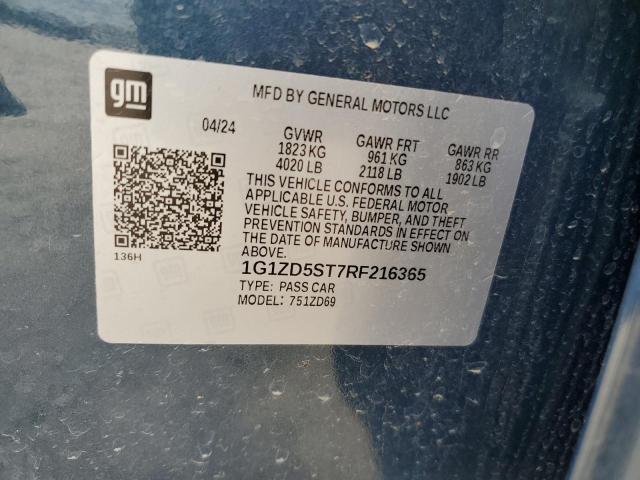 gm
MFD BY GENERAL MOTORS LLC
04/24 GVWR GAWR FRT GAWR RR
1823 KG 961 KG 863 KG
4020 LB 2118 LB 1902 LB
THIS VEHICLE CONFORMS TO ALL
APPLICABLE U.S. FEDERAL MOTOR
VEHICLE SAFETY, BUMPER, AND THEFT
PREVENTION STANDARDS IN EFFECT ON
THE DATE OF MANUFACTURE SHOWN
ABOVE.
136H
1G1ZD5ST7RF216365
TYPE: PASS CAR
MODEL: 751ZD69